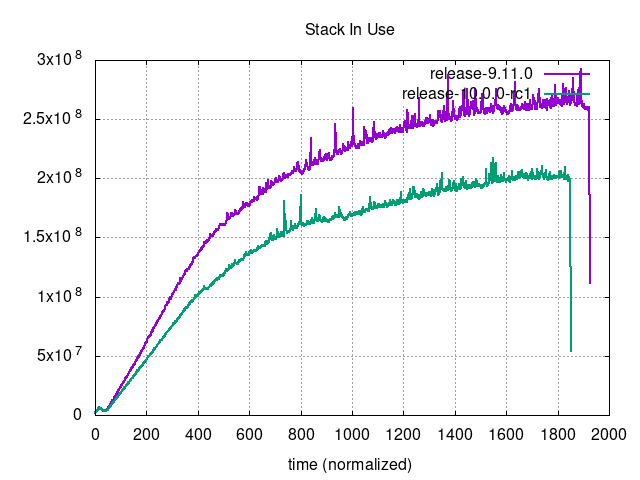 Stack In Use
3x10^8
release-9.11.0
release-10.0.0-rc1
2.5x10^8
2x10^8
1.5x10^8
1x10^8
5x10^7
0
0 200 400 600 800 1000 1200 1400 1600 1800 2000
time (normalized)